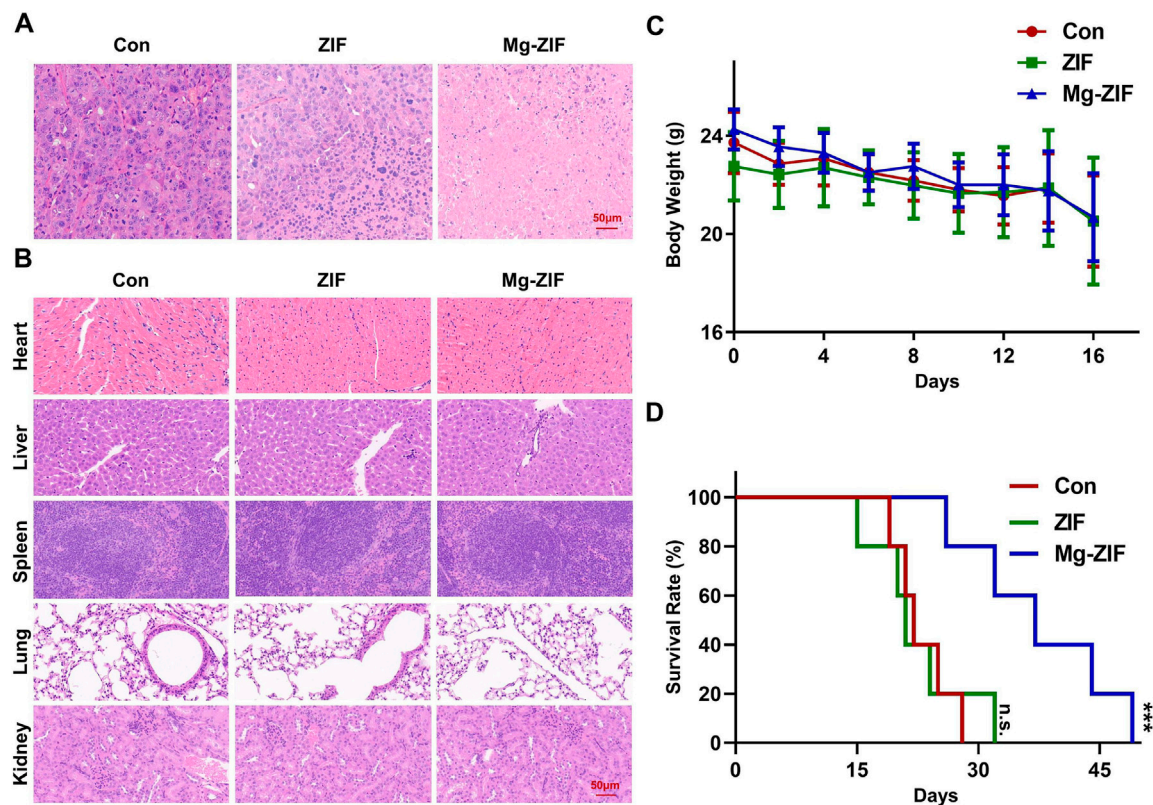 A
Con ZIF Mg-ZIF
50μm
B
Con ZIF Mg-ZIF
Heart
Liver
Spleen
Lung
Kidney
50μm
C
Con
ZIF
Mg-ZIF
Body Weight (g)
24
20
16
0 4 8 12 16
Days
D
Con
ZIF
Mg-ZIF
Survival Rate (%)
100
80
60
40
20
0
n.s.
***
0 15 30 45
Days